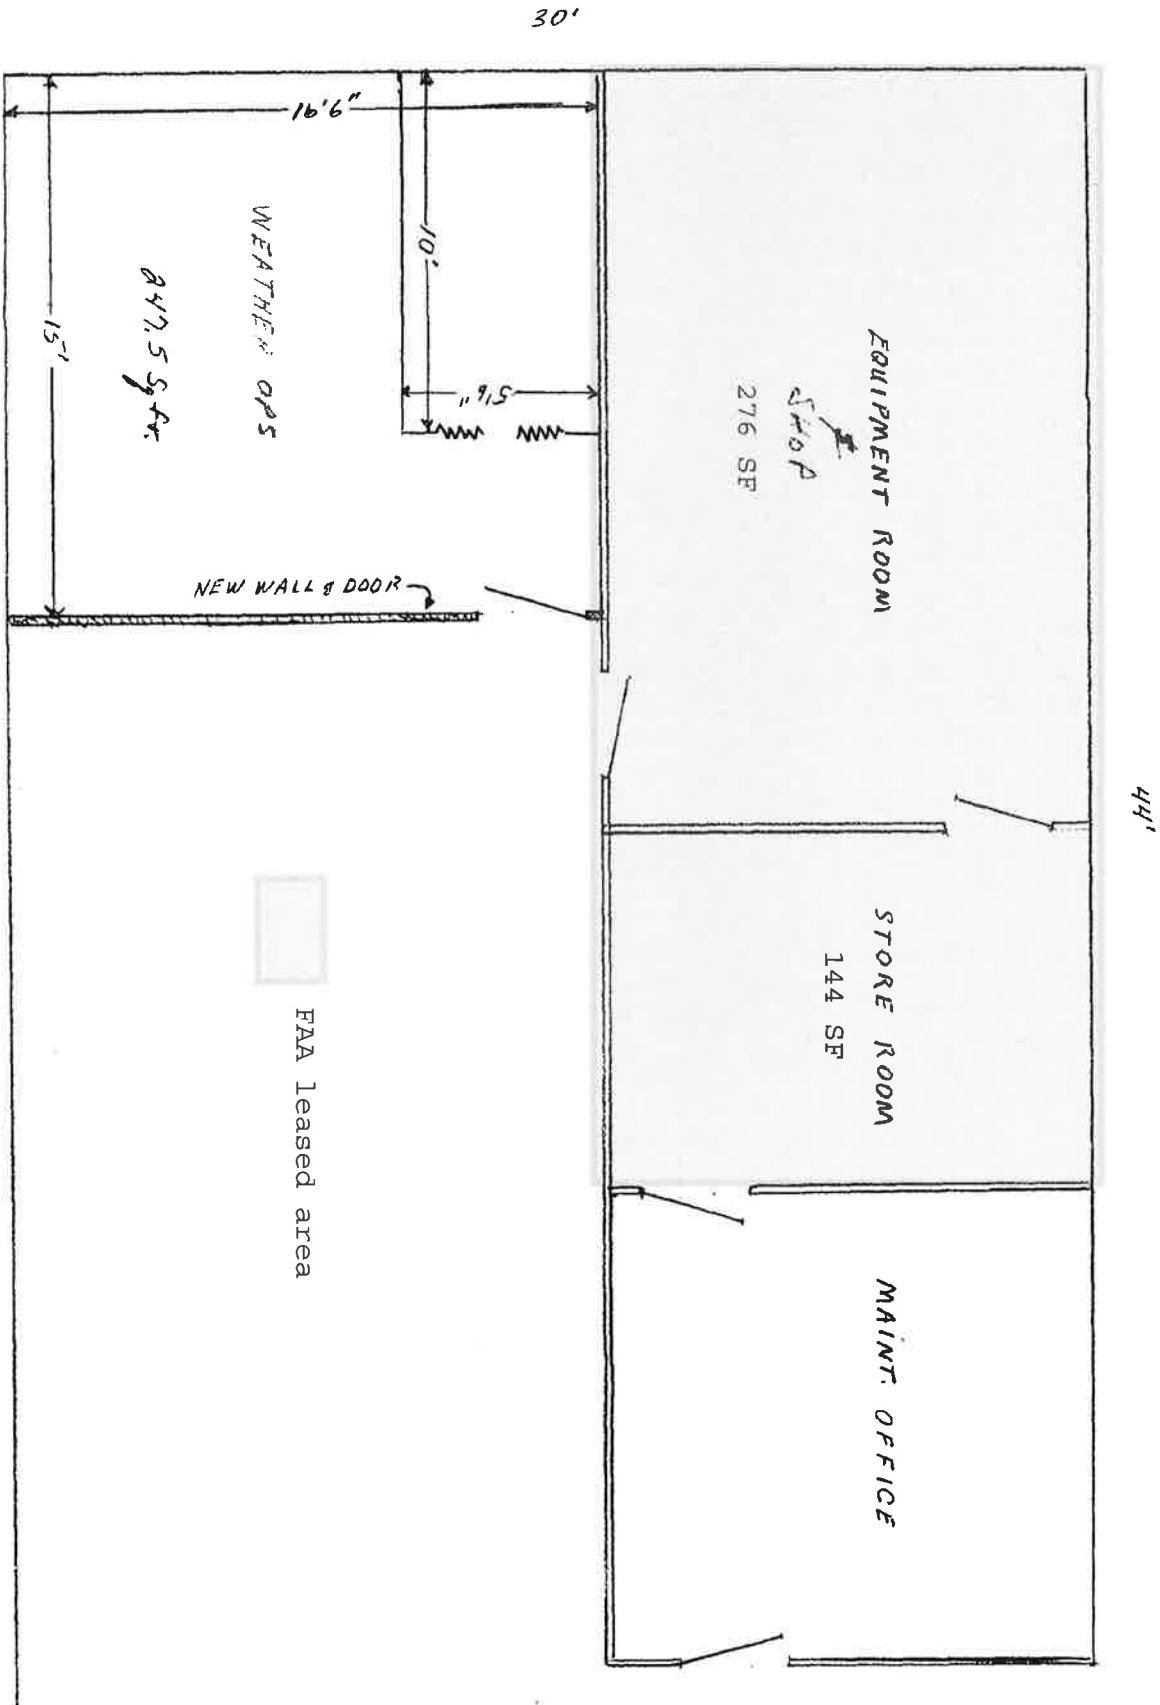 30'
44'
16'6"
10'
5'6"
15'
WEATHER OPS
247.5 Sq ft.
NEW WALL & DOOR
EQUIPMENT ROOM
&
SHOP
276 SF
STORE ROOM
144 SF
MAINT. OFFICE
FAA leased area